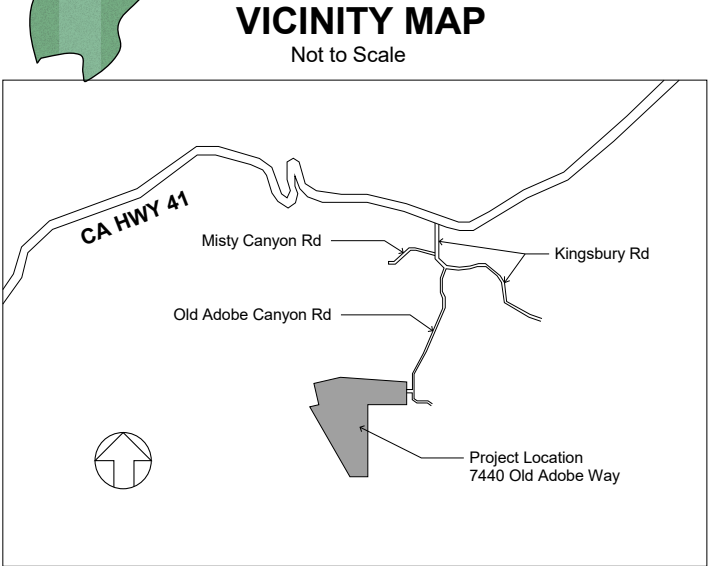 VICINITY MAP
Not to Scale
CA HWY 41
Misty Canyon Rd
Kingsbury Rd
Old Adobe Canyon Rd
Project Location
7440 Old Adobe Way